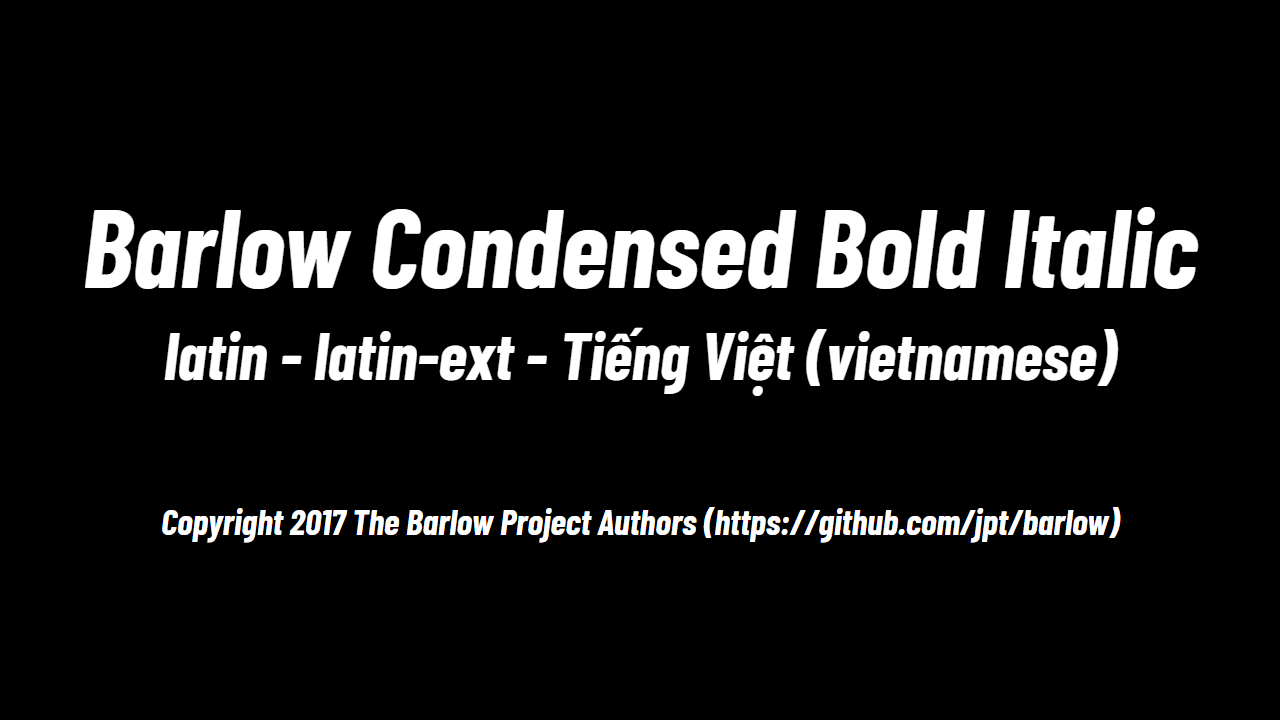 Barlow Condensed Bold Italic
latin - latin-ext - Tiếng Việt (vietnamese)
Copyright 2017 The Barlow Project Authors (https://github.com/jpt/barlow)